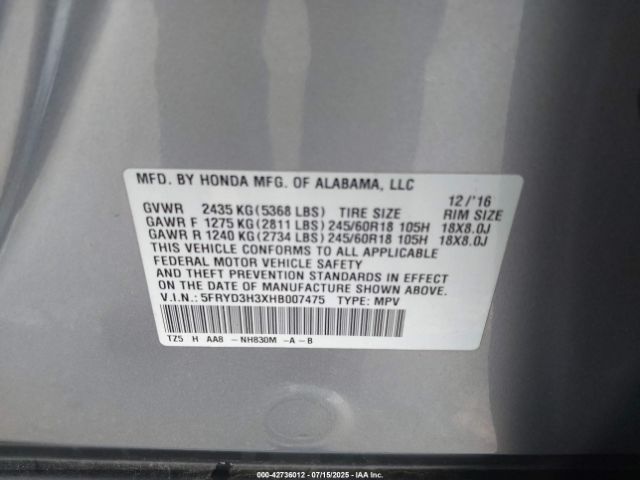 MFD. BY HONDA MFG. OF ALABAMA, LLC
12/'16
GVWR 2435 KG(5368 LBS) TIRE SIZE RIM SIZE
GAWR F 1275 KG(2811 LBS)245/60R18 105H 18X8.0J
GAWR R 1240 KG(2734 LBS)245/60R18 105H 18X8.0J
THIS VEHICLE CONFORMS TO ALL APPLICABLE
FEDERAL MOTOR VEHICLE SAFETY
AND THEFT PREVENTION STANDARDS IN EFFECT
ON THE DATE OF MANUFACTURE SHOWN ABOVE.
V.I.N.: 5FRYD3H3XHB007475 TYPE: MPV
TZ5 H AA8 - NH830M -A -B
000-42736012 - 07/15/2025 - IAAI.com